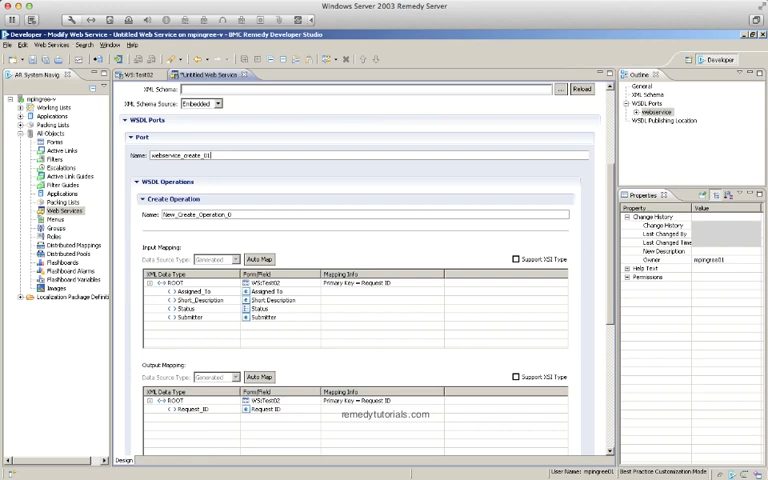 Windows Server 2003 Remedy Server
Developer - Modify Web Service - Untitled Web Service on mpingree-v - BMC Remedy Developer Studio
File Edit Web Services Search Window Help
Developer
AR System Navig
mpingree-v
Working Lists
Applications
Packing Lists
All Objects
Forms
Active Links
Filters
Escalations
Active Link Guides
Filter Guides
Applications
Packing Lists
Web Services
Menus
Groups
Roles
Distributed Mappings
Distributed Pools
Flashboards
Flashboard Alarms
Flashboard Variables
Images
Localization Package Definiti
WS:Test02
*Untitled Web Service
XML Schema:
... Reload
XML Schema Source: Embedded
WSDL Ports
Port
Name: webservice_create_01
WSDL Operations
Create Operation
Name: New_Create_Operation_0
Input Mapping:
Data Source Type: Generated Auto Map Support XSI Type
XML Data Type Form/Field Mapping Info
ROOT WS:Test02 Primary Key = Request ID
Assigned_To Assigned To
Short_Description Short Description
Status Status
Submitter Submitter
Output Mapping:
Data Source Type: Generated Auto Map Support XSI Type
XML Data Type Form/Field Mapping Info
ROOT WS:Test02 Primary Key = Request ID
Request_ID Request ID
remedytutorials.com
Design
Outline
General
XML Schema
WSDL Ports
webservice
WSDL Publishing Location
Properties
Property Value
Change History
Change History
Last Changed By
Last Changed Time
New Description
Owner mpingree01
Help Text
Permissions
User Name: mpingree01 Best Practice Customization Mode